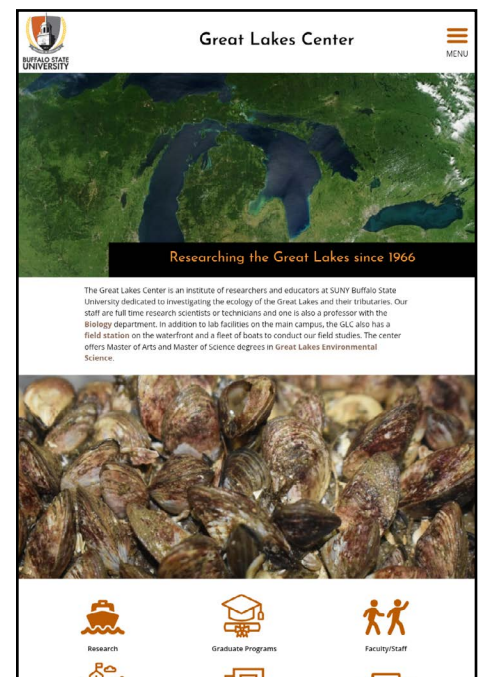 BUFFALO STATE
UNIVERSITY
Great Lakes Center
MENU
Researching the Great Lakes since 1966
The Great Lakes Center is an institute of researchers and educators at SUNY Buffalo State
University dedicated to investigating the ecology of the Great Lakes and their tributaries. Our
staff are full time research scientists or technicians and one is also a professor with the
Biology department. In addition to lab facilities on the main campus, the GLC also has a
field station on the waterfront and a fleet of boats to conduct our field studies. The center
offers Master of Arts and Master of Science degrees in Great Lakes Environmental
Science.
Research
Graduate Programs
Faculty/Staff